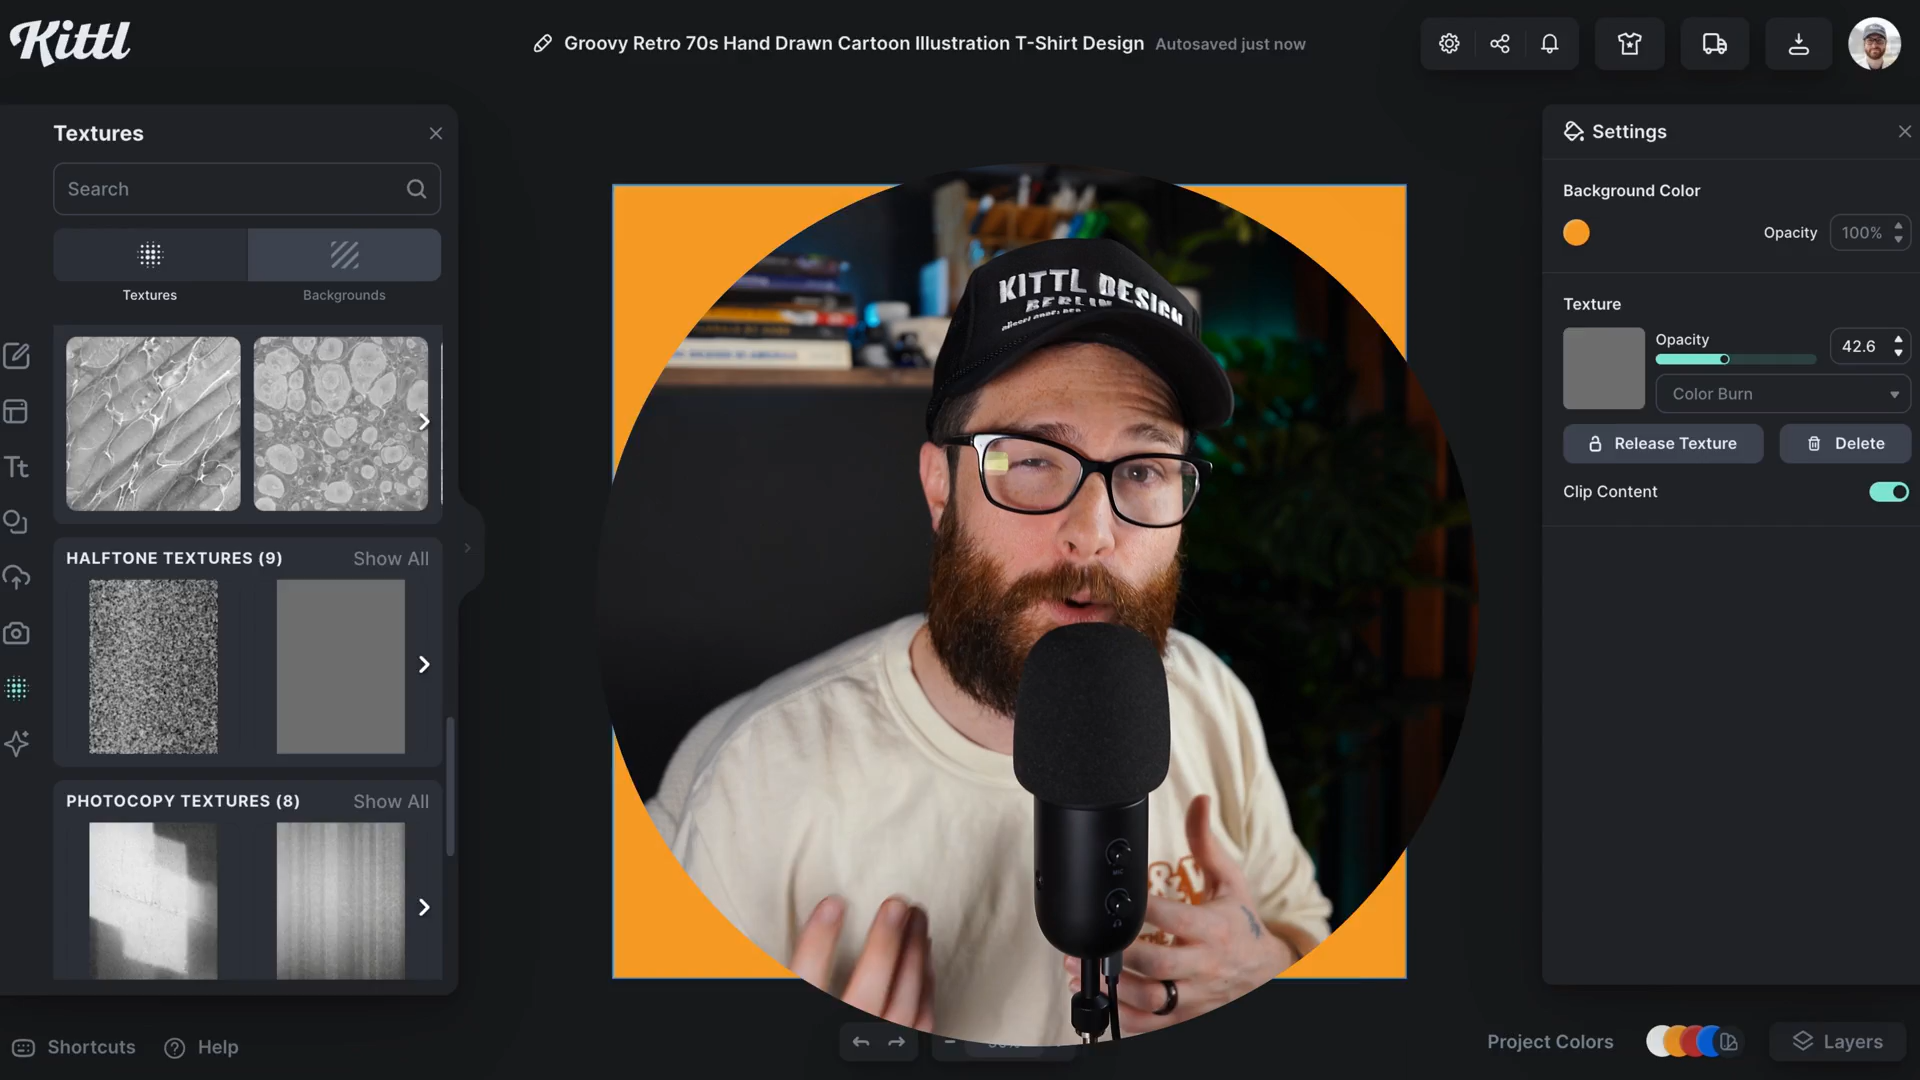 Kittl
Groovy Retro 70s Hand Drawn Cartoon Illustration T-Shirt Design
Autosaved just now
Textures
Search
Textures
Backgrounds
HALFTONE TEXTURES (9)
Show All
PHOTOCOPY TEXTURES (8)
Show All
KITTL DESIGN
BERLIN
Settings
Background Color
Opacity
100%
Texture
Opacity
42.6
Color Burn
Release Texture
Delete
Clip Content
Tt
Shortcuts
Help
Project Colors
Layers